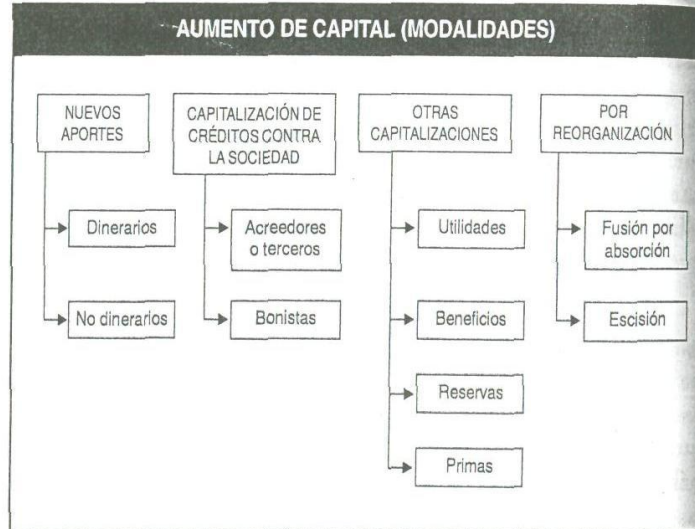 AUMENTO DE CAPITAL (MODALIDADES)
NUEVOS
APORTES
Dinerarios
No dinerarios
CAPITALIZACIÓN DE
CRÉDITOS CONTRA
LA SOCIEDAD
Acreedores
o terceros
Bonistas
OTRAS
CAPITALIZACIONES
Utilidades
Beneficios
Reservas
Primas
POR
REORGANIZACIÓN
Fusión por
absorción
Escisión